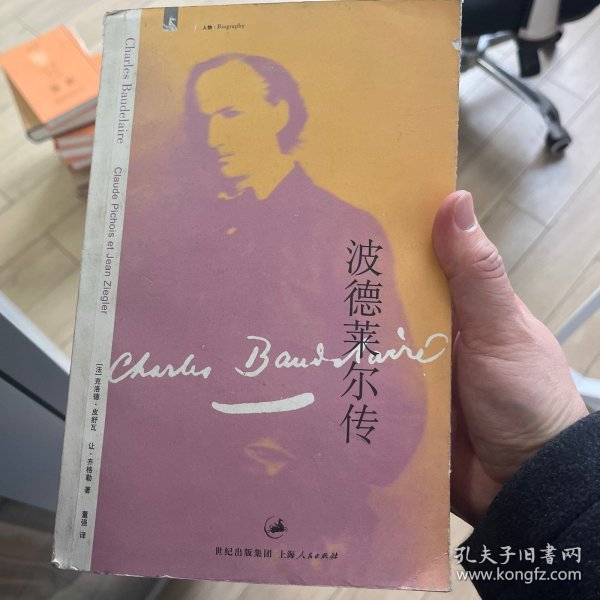 人物·Biography
Charles Baudelaire
Claude Pichois et Jean Ziegler
[法]克洛德·皮舒瓦 让·齐格勒 著
董强 译
波德莱尔传
Charles Baudelaire
世纪出版集团 上海人民出版社
孔夫子旧书网
www.kongfz.com